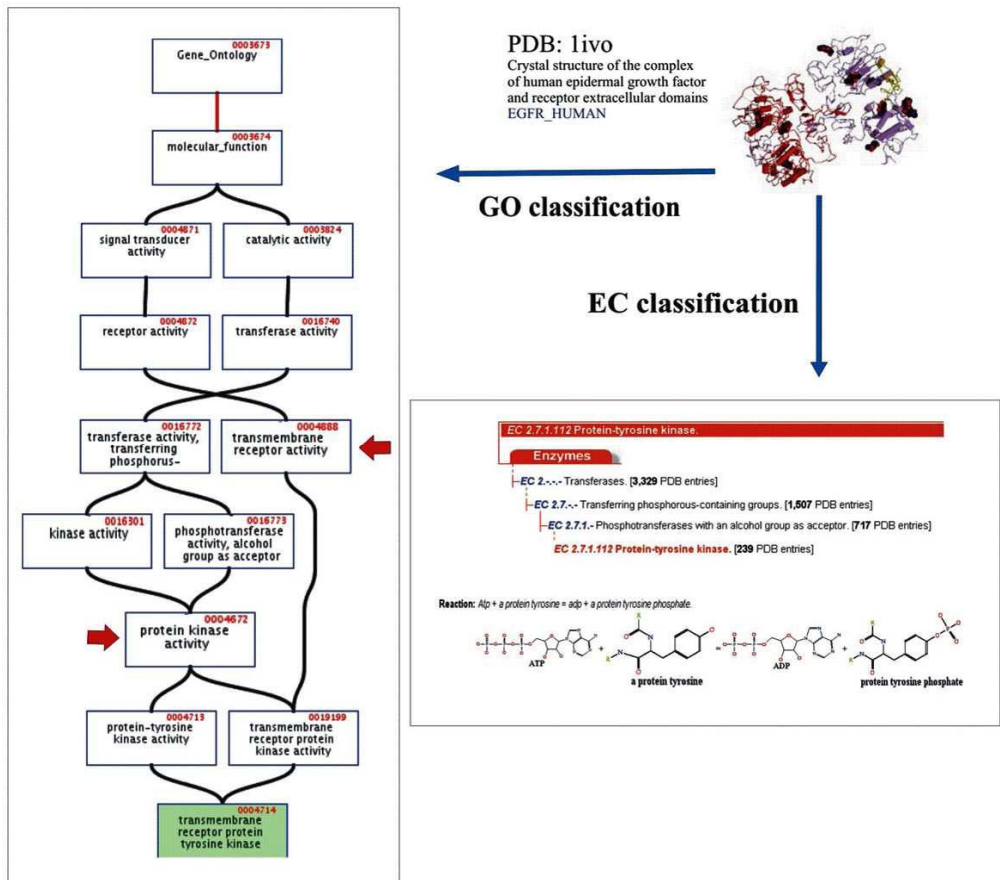 0003673
Gene_Ontology
0003674
molecular_function
0004871
signal transducer
activity
0003824
catalytic activity
0004872
receptor activity
0016740
transferase activity
0016772
transferase activity,
transferring
phosphorus-
0004888
transmembrane
receptor activity
0016301
kinase activity
0016773
phosphotransferase
activity, alcohol
group as acceptor
0004672
protein kinase
activity
0004713
protein-tyrosine
kinase activity
0019199
transmembrane
receptor protein
kinase activity
0004714
transmembrane
receptor protein
tyrosine kinase
PDB: 1ivo
Crystal structure of the complex
of human epidermal growth factor
and receptor extracellular domains
EGFR_HUMAN
GO classification
EC classification
EC 2.7.1.112 Protein-tyrosine kinase.
Enzymes
EC 2.-.-.- Transferases. [3,329 PDB entries]
EC 2.7.-.- Transferring phosphorous-containing groups. [1,507 PDB entries]
EC 2.7.1.- Phosphotransferases with an alcohol group as acceptor. [717 PDB entries]
EC 2.7.1.112 Protein-tyrosine kinase. [239 PDB entries]
Reaction: Atp + a protein tyrosine = adp + a protein tyrosine phosphate.
ATP
+
a protein tyrosine
=
ADP
+
protein tyrosine phosphate